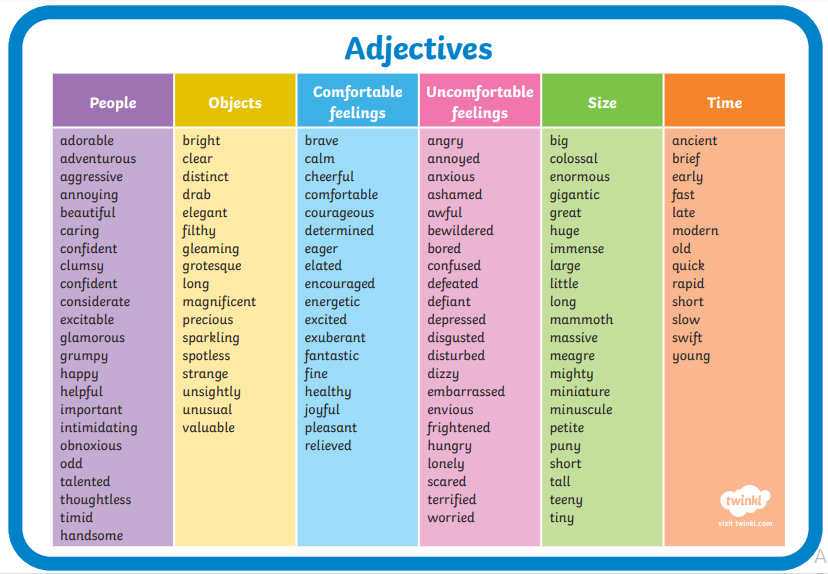 Adjectives
People
adorable
adventurous
aggressive
annoying
beautiful
caring
confident
clumsy
confident
considerate
excitable
glamorous
grumpy
happy
helpful
important
intimidating
obnoxious
odd
talented
thoughtless
timid
handsome
Objects
bright
clear
distinct
drab
elegant
filthy
gleaming
grotesque
long
magnificent
precious
sparkling
spotless
strange
unsightly
unusual
valuable
Comfortable
feelings
brave
calm
cheerful
comfortable
courageous
determined
eager
elated
encouraged
energetic
excited
exuberant
fantastic
fine
healthy
joyful
pleasant
relieved
Uncomfortable
feelings
angry
annoyed
anxious
ashamed
awful
bewildered
bored
confused
defeated
defiant
depressed
disgusted
disturbed
dizzy
embarrassed
envious
frightened
hungry
lonely
scared
terrified
worried
Size
big
colossal
enormous
gigantic
great
huge
immense
large
little
long
mammoth
massive
meagre
mighty
miniature
minuscule
petite
puny
short
tall
teeny
tiny
Time
ancient
brief
early
fast
late
modern
old
quick
rapid
short
slow
swift
young
twinkl
visit twinkl.com
A